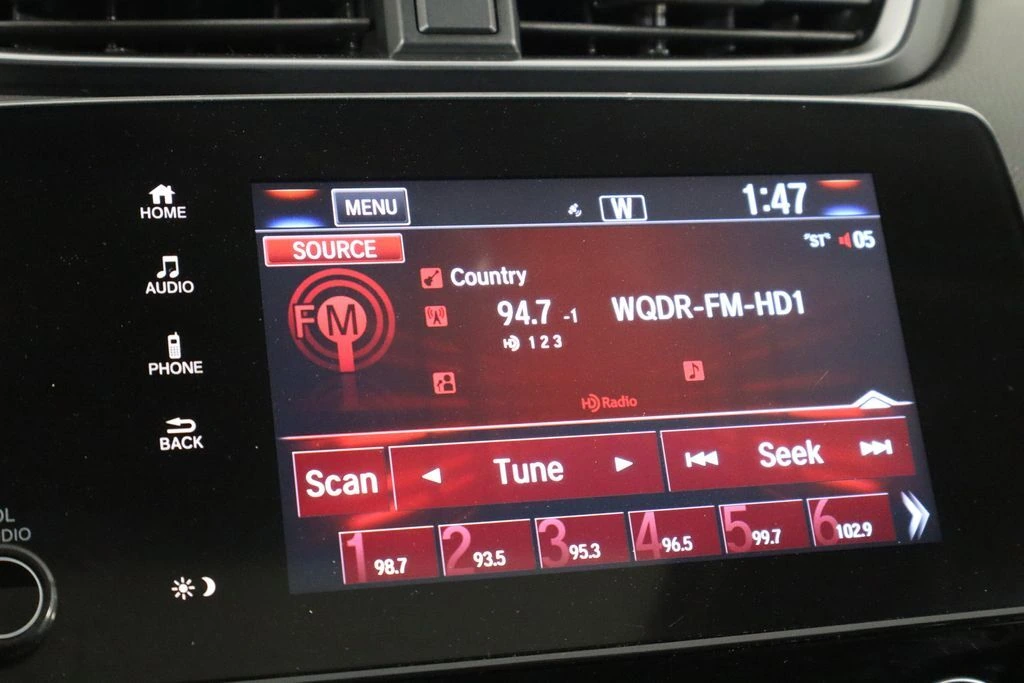 HOME
AUDIO
PHONE
BACK
MENU
W
1:47
SOURCE
"ST"
05
FM
Country
94.7 -1
WQDR-FM-HD1
HD 1 2 3
HD Radio
Scan
Tune
Seek
1 98.7
2 93.5
3 95.3
4 96.5
5 99.7
6 102.9